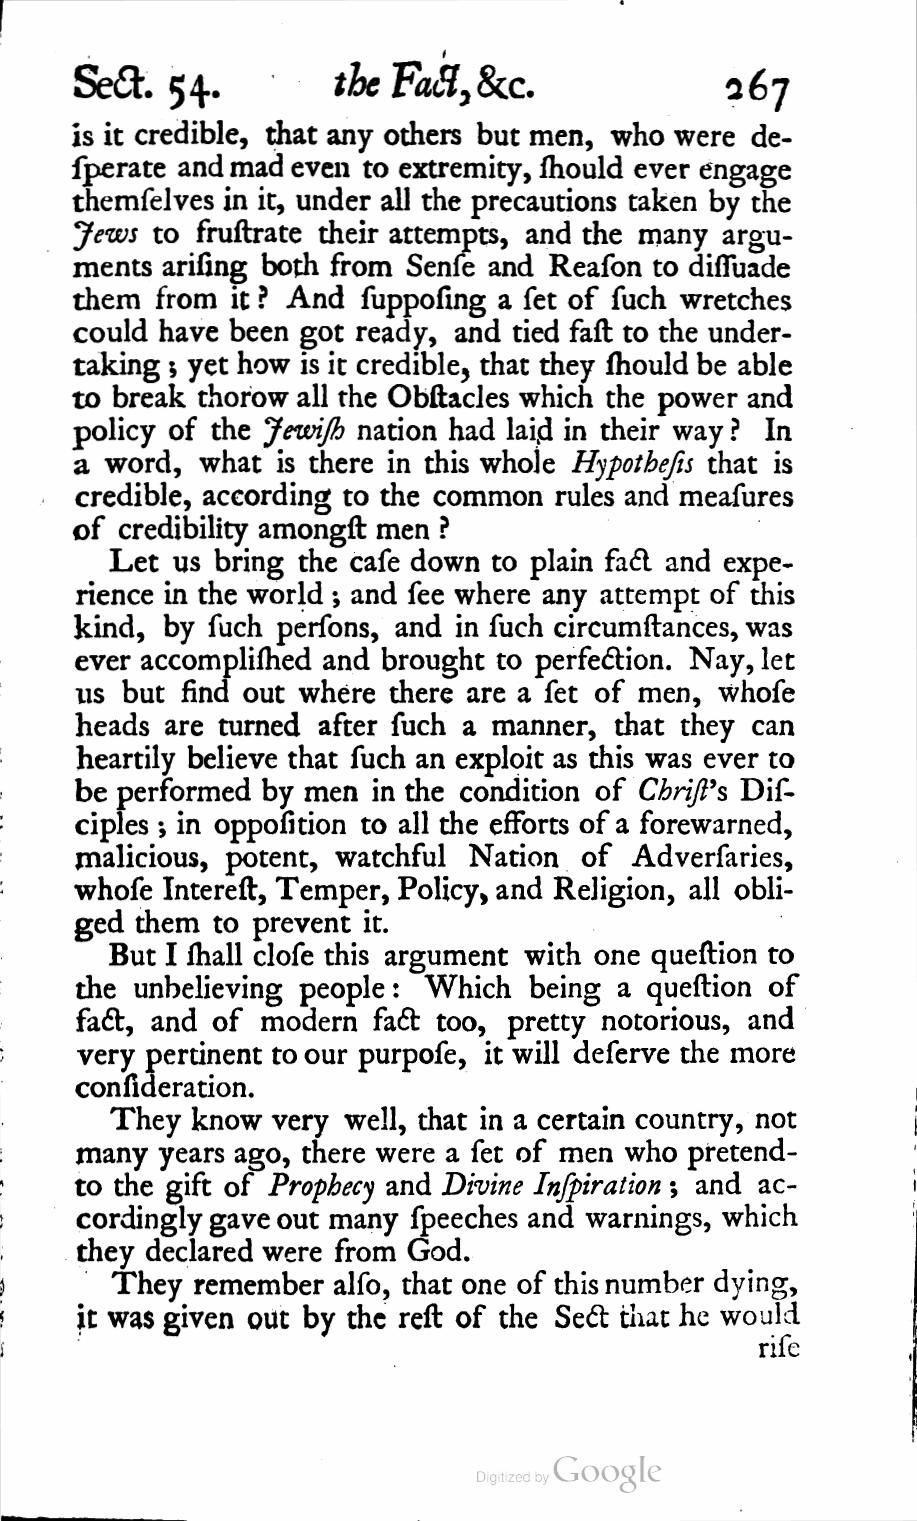 Sect. 54. the Fact, &c. 267
is it credible, that any others but men, who were de-
ſperate and mad even to extremity, ſhould ever engage
themſelves in it, under all the precautions taken by the
Jews to fruſtrate their attempts, and the many argu-
ments ariſing both from Senſe and Reaſon to diſſuade
them from it? And ſuppoſing a ſet of ſuch wretches
could have been got ready, and tied faſt to the under-
taking; yet how is it credible, that they ſhould be able
to break thorow all the Obſtacles which the power and
policy of the Jewiſh nation had laid in their way? In
a word, what is there in this whole Hypotheſis that is
credible, according to the common rules and meaſures
of credibility amongſt men?
Let us bring the caſe down to plain fact and expe-
rience in the world; and ſee where any attempt of this
kind, by ſuch perſons, and in ſuch circumſtances, was
ever accompliſhed and brought to perfection. Nay, let
us but find out where there are a ſet of men, whoſe
heads are turned after ſuch a manner, that they can
heartily believe that ſuch an exploit as this was ever to
be performed by men in the condition of Chriſt's Diſ-
ciples; in oppoſition to all the efforts of a forewarned,
malicious, potent, watchful Nation of Adverſaries,
whoſe Intereſt, Temper, Policy, and Religion, all obli-
ged them to prevent it.
But I ſhall cloſe this argument with one queſtion to
the unbelieving people: Which being a queſtion of
fact, and of modern fact too, pretty notorious, and
very pertinent to our purpoſe, it will deſerve the more
conſideration.
They know very well, that in a certain country, not
many years ago, there were a ſet of men who pretend-
to the gift of Prophecy and Divine Inſpiration; and ac-
cordingly gave out many ſpeeches and warnings, which
they declared were from God.
They remember alſo, that one of this number dying,
it was given out by the reſt of the Sect that he would
riſe
Digitized by Google